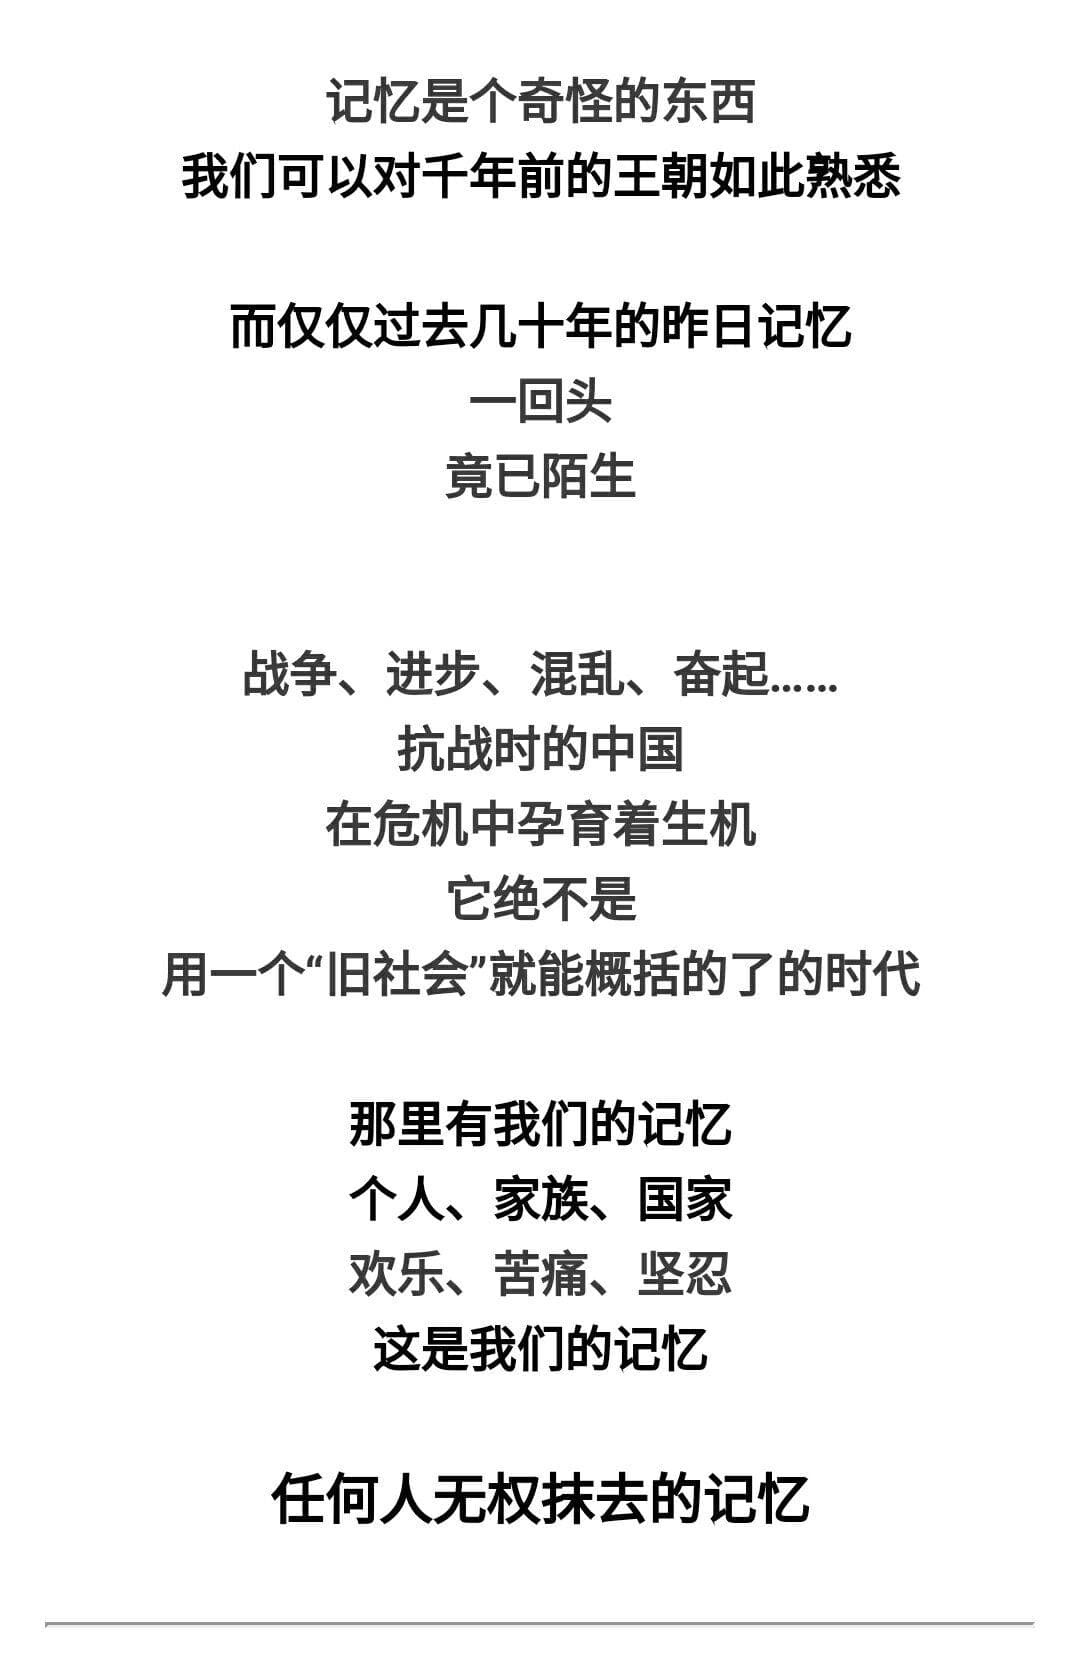 记忆是个奇怪的东西
我们可以对千年前的王朝如此熟悉
而仅仅过去几十年的昨日记忆
一回头
竟已陌生
战争、进步、混乱、奋起……
抗战时的中国
在危机中孕育着生机
它绝不是
用一个“旧社会”就能概括的了的时代
那里有我们的记忆
个人、家族、国家
欢乐、苦痛、坚忍
这是我们的记忆
任何人无权抹去的记忆